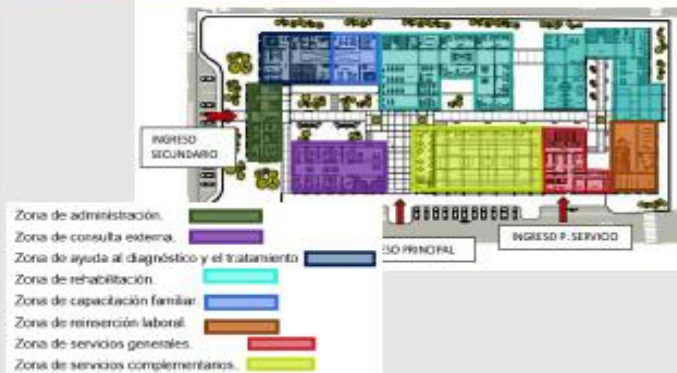 INGRESO
SECUNDARIO
SO PRINCIPAL
INGRESO P. SERVICIO
Zona de administración.
Zona de consulta externa.
Zona de ayuda al diagnóstico y el tratamiento
Zona de rehabilitación.
Zona de capacitación familiar.
Zona de reinserción laboral.
Zona de servicios generales.
Zona de servicios complementarios.